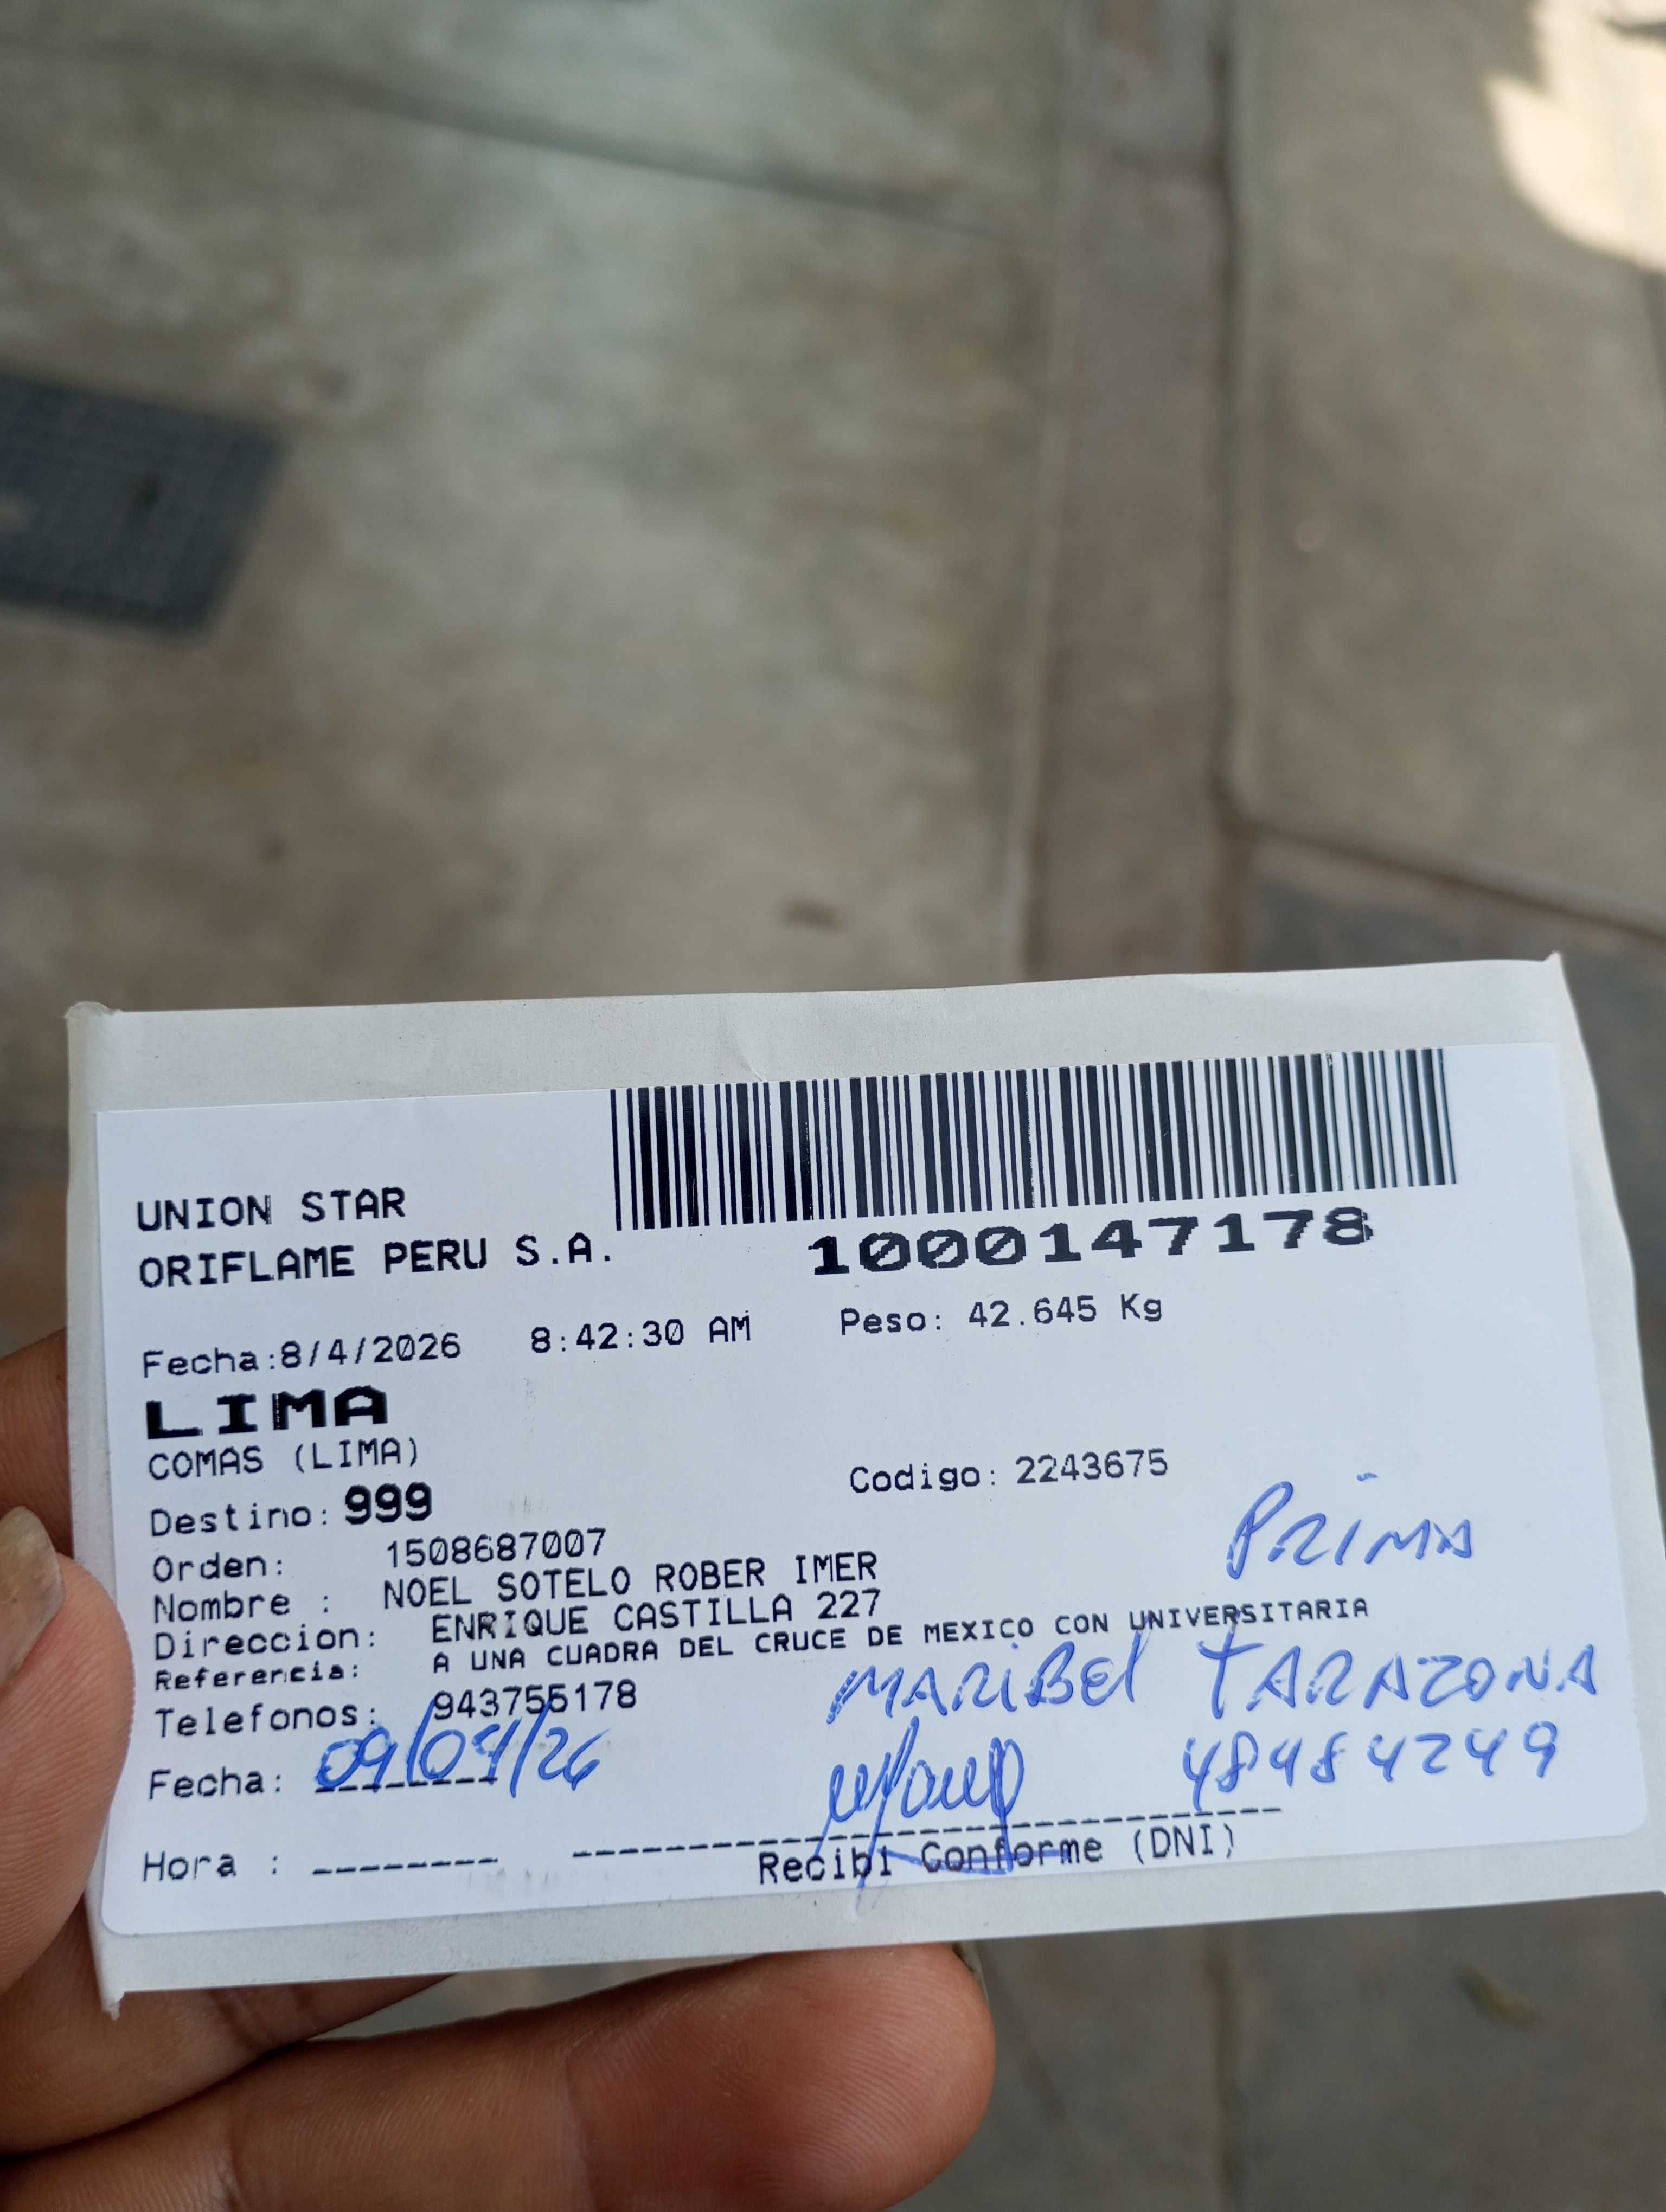 UNION STAR
ORIFLAME PERU S.A.
1000147178
Fecha:8/4/2026 8:42:30 AM Peso: 42.645 Kg
LIMA
COMAS (LIMA)
Destino: 999 Codigo: 2243675
Orden: 1508687007
PRIMA
Nombre : NOEL SOTELO ROBER IMER
Direccion: ENRIQUE CASTILLA 227
Referencia: A UNA CUADRA DEL CRUCE DE MEXICO CON UNIVERSITARIA
Telefonos: 943755178
MARIBEL TARAZONA
Fecha: 09/04/26
48484249
Hora :
Recibi Conforme (DNI)